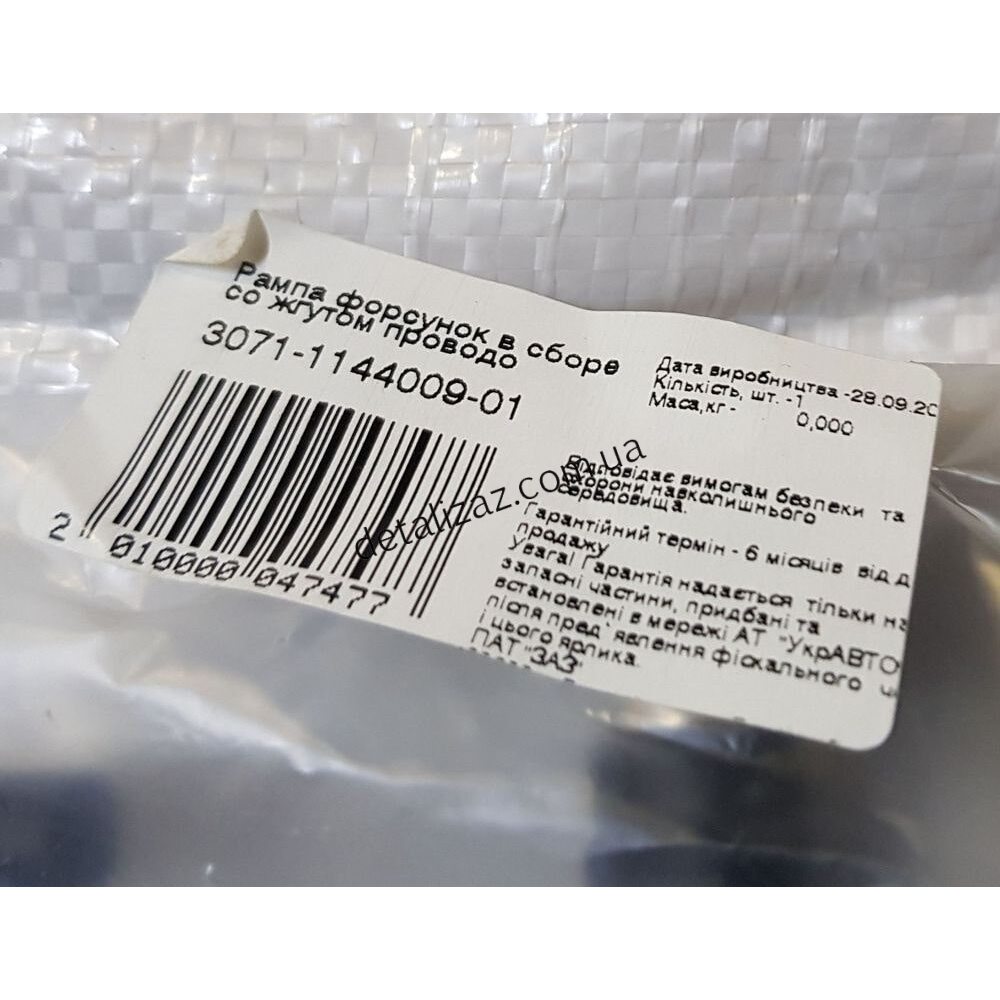 Рампа форсунок в сборе
со жгутом проводо
3071-1144009-01
2 010000 047477
Дата виробництва -28.09.20
Кількість, шт. -1
Маса,кг - 0,000
Відповідає вимогам безпеки та
охорони навколишнього
середовища.
Гарантійний термін - 6 місяців від д
продажу
Увага! Гарантія надається тільки на
запасні частини, придбані та
встановлені в мережі АТ "УкрАВТО
після пред`явлення фіскального ч
і цього ярлика.
ПАТ "ЗАЗ"
detalizaz.com.ua